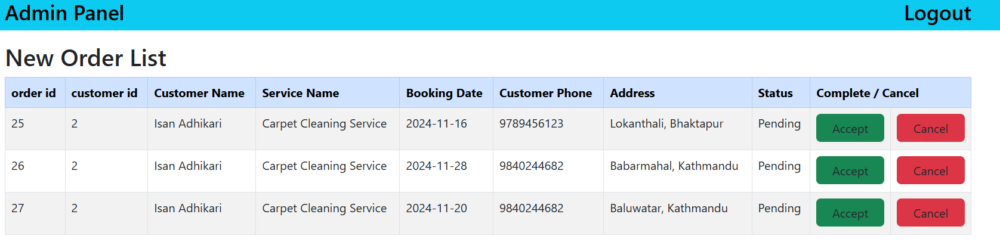 Admin Panel Logout
New Order List
order id customer id Customer Name Service Name Booking Date Customer Phone Address Status Complete / Cancel
25 2 Isan Adhikari Carpet Cleaning Service 2024-11-16 9789456123 Lokanthali, Bhaktapur Pending Accept Cancel
26 2 Isan Adhikari Carpet Cleaning Service 2024-11-28 9840244682 Babarmahal, Kathmandu Pending Accept Cancel
27 2 Isan Adhikari Carpet Cleaning Service 2024-11-20 9840244682 Baluwatar, Kathmandu Pending Accept Cancel